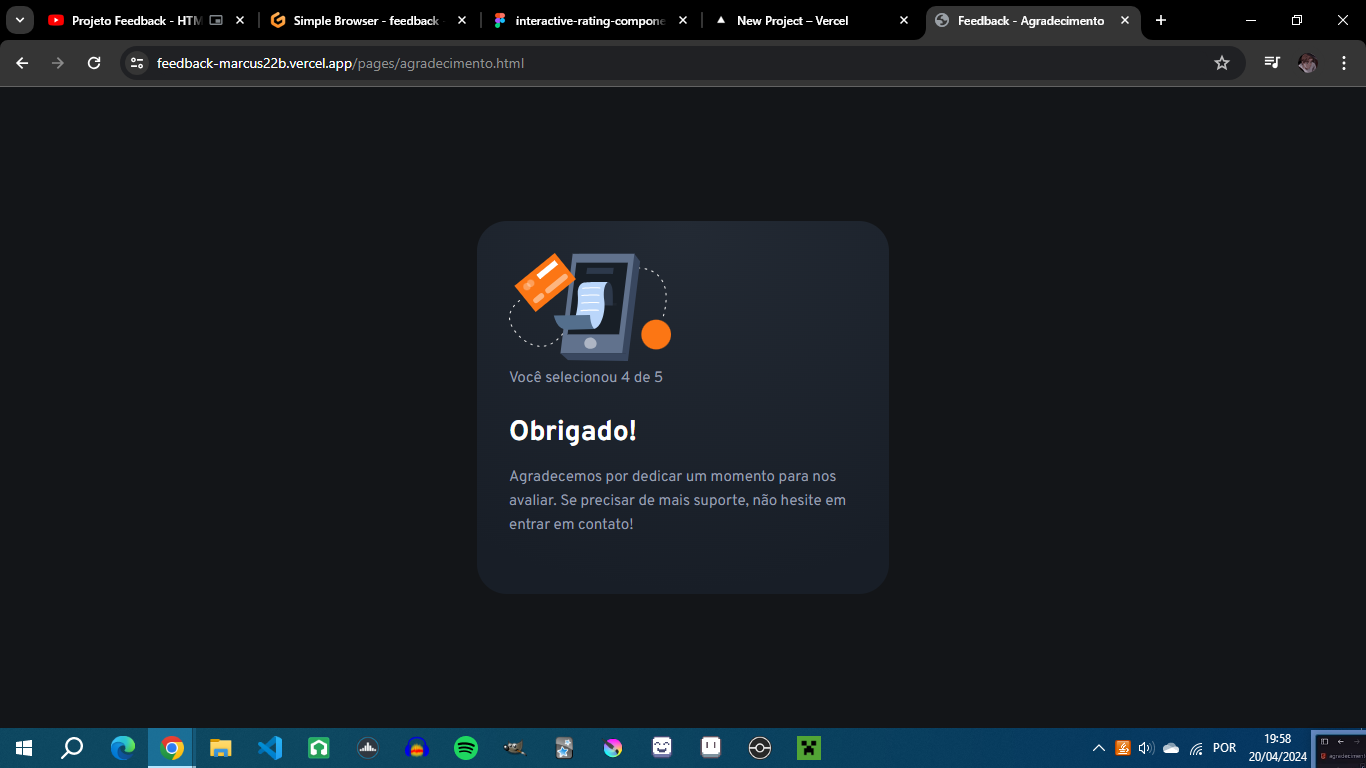 Projeto Feedback - HTM
Simple Browser - feedback
interactive-rating-compone
New Project – Vercel
Feedback - Agradecimento
feedback-marcus22b.vercel.app/pages/agradecimento.html
Você selecionou 4 de 5
Obrigado!
Agradecemos por dedicar um momento para nos
avaliar. Se precisar de mais suporte, não hesite em
entrar em contato!
POR
19:58
20/04/2024
agradecimen